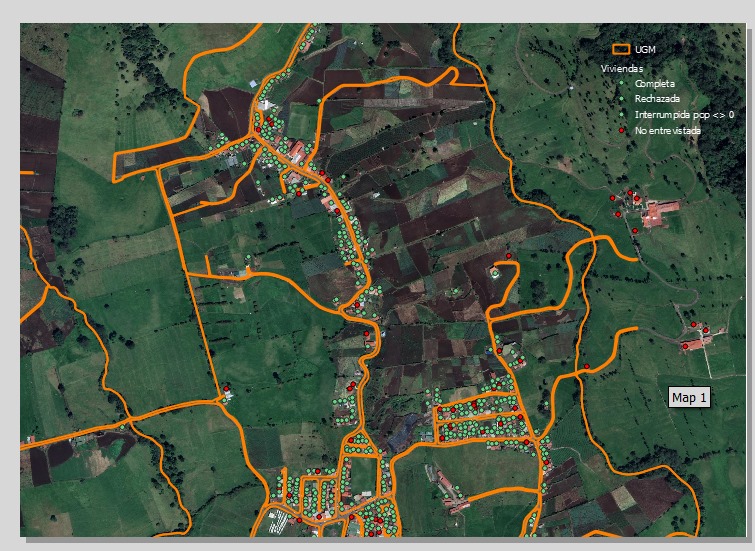 UGM
Viviendas
Completa
Rechazada
Interrumpida pop <> 0
No entrevistada
Map 1